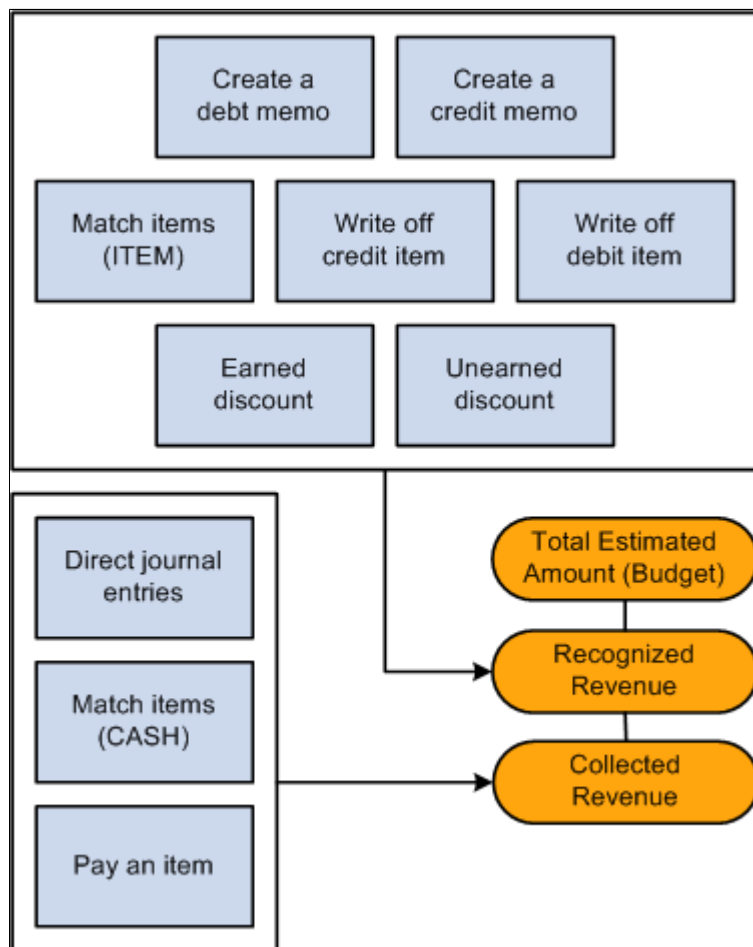 Create a
debt memo
Create a
credit memo
Match items
(ITEM)
Write off
credit item
Write off
debit item
Earned
discount
Unearned
discount
Direct journal
entries
Match items
(CASH)
Pay an item
Total Estimated
Amount (Budget)
Recognized
Revenue
Collected
Revenue